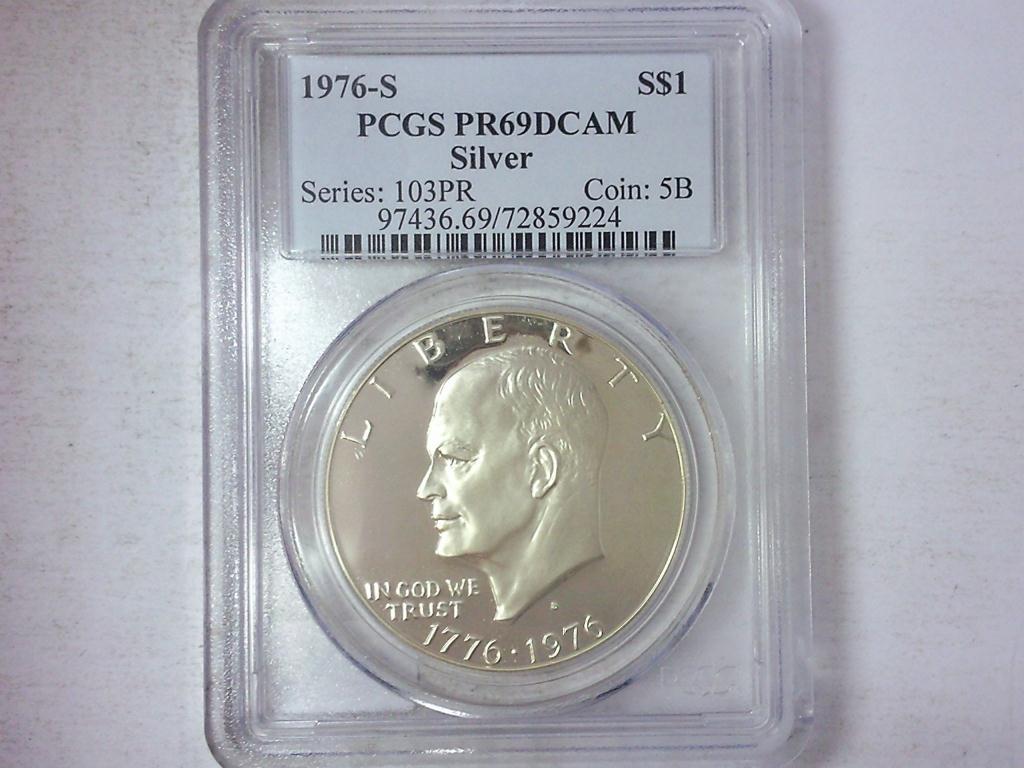 1976-S S$1
PCGS PR69DCAM
Silver
Series: 103PR Coin: 5B
97436.69/72859224
LIBERTY
IN GOD WE
TRUST
S
1776·1976
PCGS